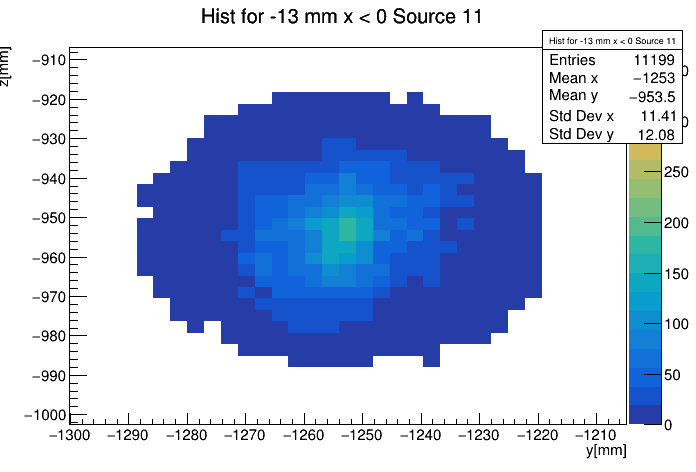 Hist for -13 mm x < 0 Source 11
z[mm]
Hist for -13 mm x < 0 Source 11
Entries 11199
Mean x −1253
Mean y −953.5
Std Dev x 11.41
Std Dev y 12.08
−910
−920
−930
−940
−950
−960
−970
−980
−990
−1000
0
0
250
200
150
100
50
0
−1300 −1290 −1280 −1270 −1260 −1250 −1240 −1230 −1220 −1210
y[mm]